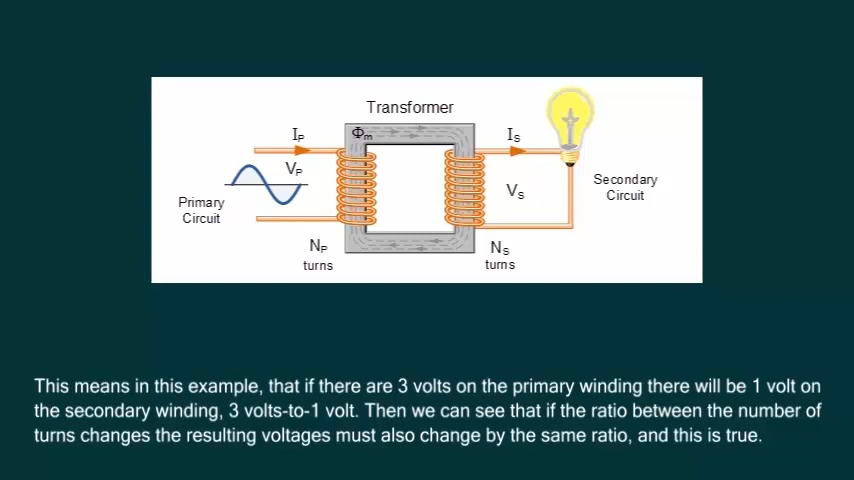 Transformer
Iₚ
Φₘ
Iₛ
Vₚ
Primary
Circuit
Vₛ
Secondary
Circuit
Nₚ
turns
Nₛ
turns
This means in this example, that if there are 3 volts on the primary winding there will be 1 volt on
the secondary winding, 3 volts-to-1 volt. Then we can see that if the ratio between the number of
turns changes the resulting voltages must also change by the same ratio, and this is true.